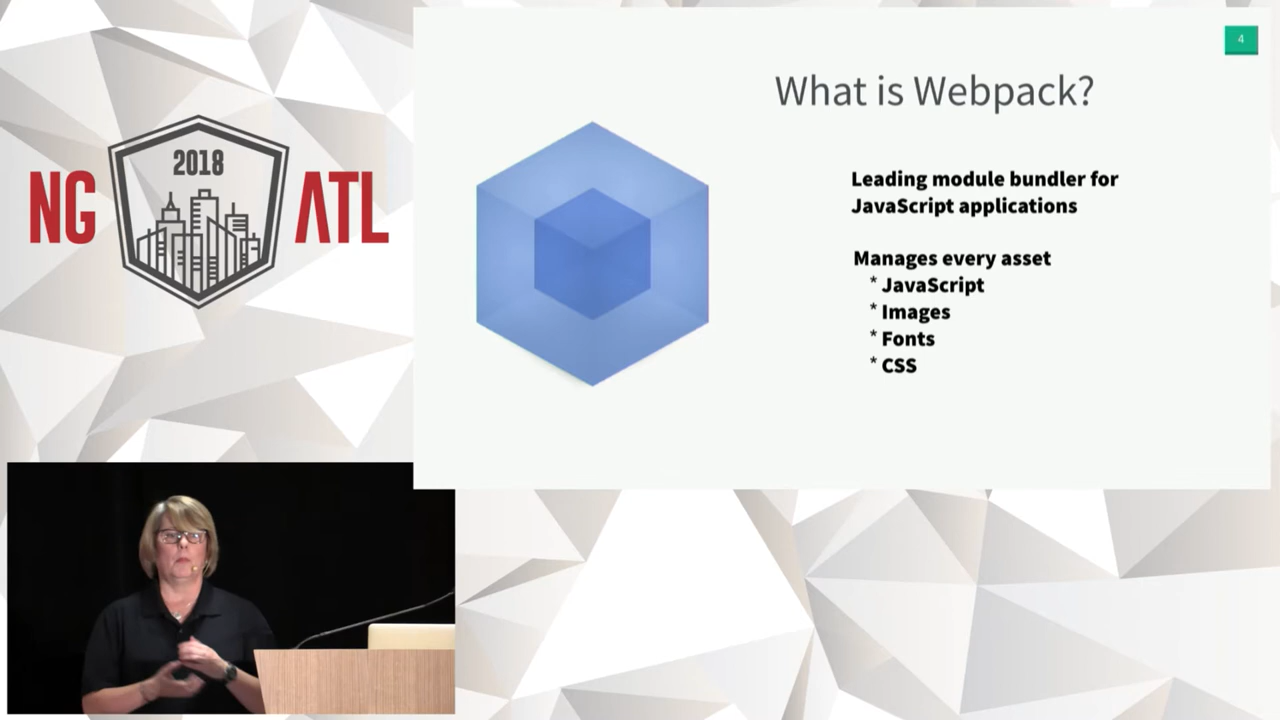 NG
2018
ATL
4
What is Webpack?
Leading module bundler for
JavaScript applications
Manages every asset
* JavaScript
* Images
* Fonts
* CSS